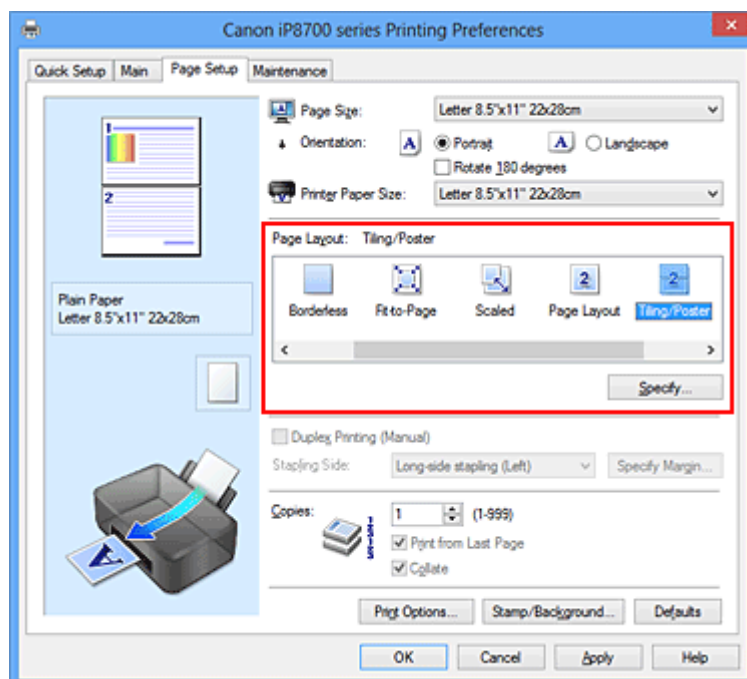 Canon iP8700 series Printing Preferences
Quick Setup Main Page Setup Maintenance
1
2
Plain Paper
Letter 8.5"x11" 22x28cm
Page Size: Letter 8.5"x11" 22x28cm
Orientation: A Portrait A Landscape
Rotate 180 degrees
Printer Paper Size: Letter 8.5"x11" 22x28cm
Page Layout: Tiling/Poster
2 2
Borderless Fit-to-Page Scaled Page Layout Tiling/Poster
Specify...
Duplex Printing (Manual)
Stapling Side: Long-side stapling (Left) Specify Margin...
Copies: 1 (1-999)
Print from Last Page
Collate
A
Print Options... Stamp/Background... Defaults
OK Cancel Apply Help